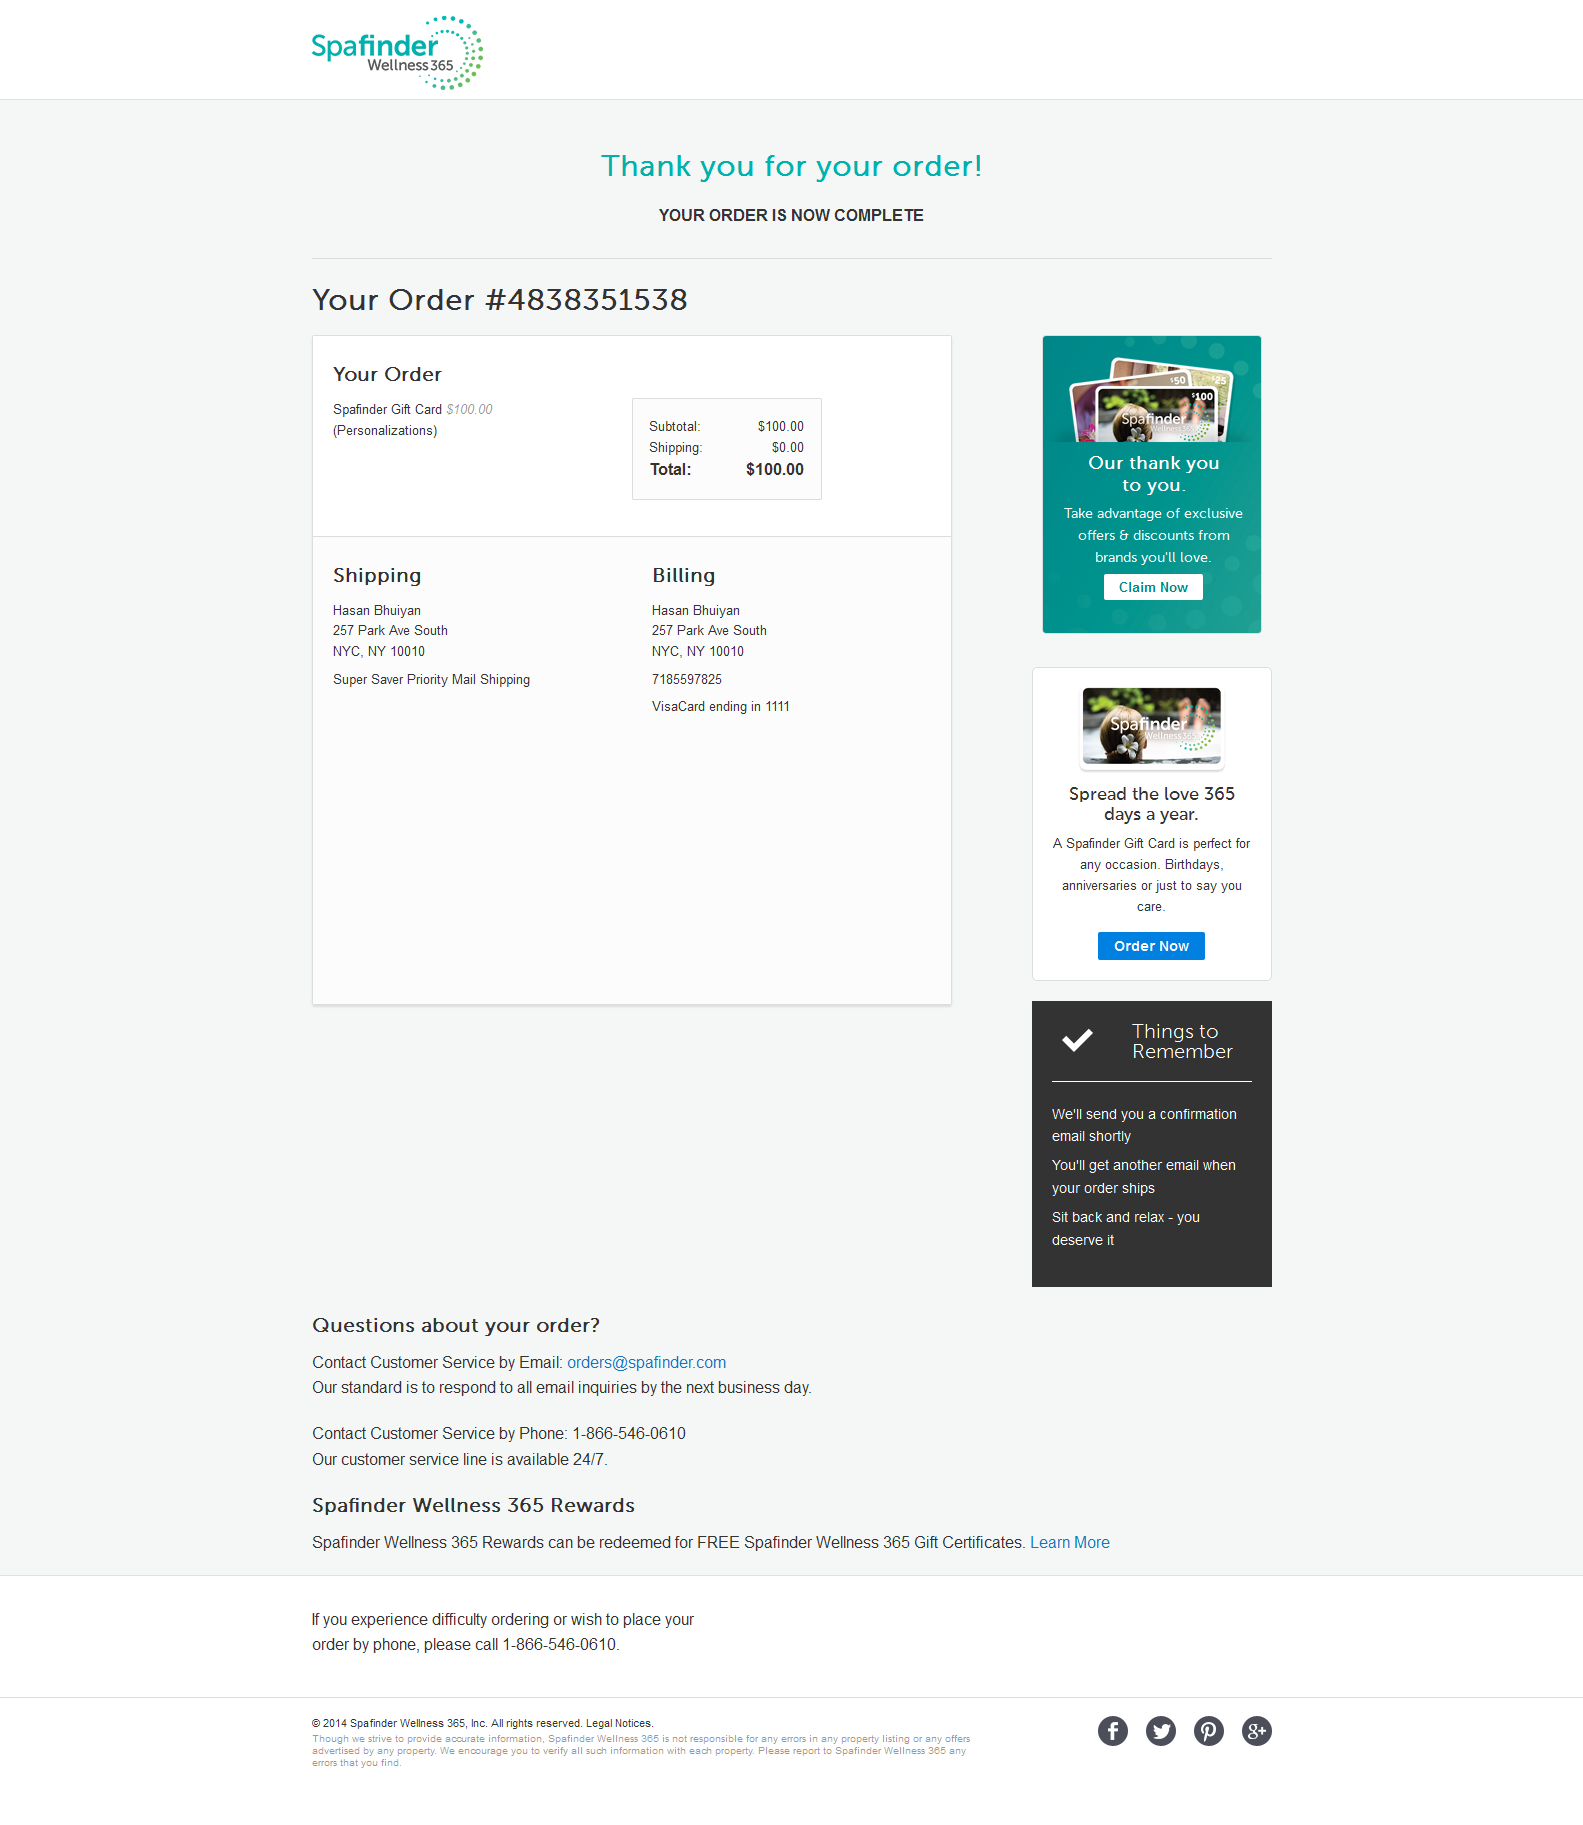 Spafinder
Wellness 365
Thank you for your order!
YOUR ORDER IS NOW COMPLETE
Your Order #4838351538
Your Order
Spafinder Gift Card $100.00
(Personalizations)
Subtotal: $100.00
Shipping: $0.00
Total: $100.00
Shipping
Hasan Bhuiyan
257 Park Ave South
NYC, NY 10010
Super Saver Priority Mail Shipping
Billing
Hasan Bhuiyan
257 Park Ave South
NYC, NY 10010
7185597825
VisaCard ending in 1111
$50 $25
$100
Spafinder
Wellness 365
Our thank you
to you.
Take advantage of exclusive
offers & discounts from
brands you'll love.
Claim Now
Spafinder
Wellness 365
Spread the love 365
days a year.
A Spafinder Gift Card is perfect for
any occasion. Birthdays,
anniversaries or just to say you
care.
Order Now
Things to
Remember
We'll send you a confirmation
email shortly
You'll get another email when
your order ships
Sit back and relax - you
deserve it
Questions about your order?
Contact Customer Service by Email: orders@spafinder.com
Our standard is to respond to all email inquiries by the next business day.
Contact Customer Service by Phone: 1-866-546-0610
Our customer service line is available 24/7.
Spafinder Wellness 365 Rewards
Spafinder Wellness 365 Rewards can be redeemed for FREE Spafinder Wellness 365 Gift Certificates. Learn More
If you experience difficulty ordering or wish to place your
order by phone, please call 1-866-546-0610.
© 2014 Spafinder Wellness 365, Inc. All rights reserved. Legal Notices.
Though we strive to provide accurate information, Spafinder Wellness 365 is not responsible for any errors in any property listing or any offers
advertised by any property. We encourage you to verify all such information with each property. Please report to Spafinder Wellness 365 any
errors that you find.